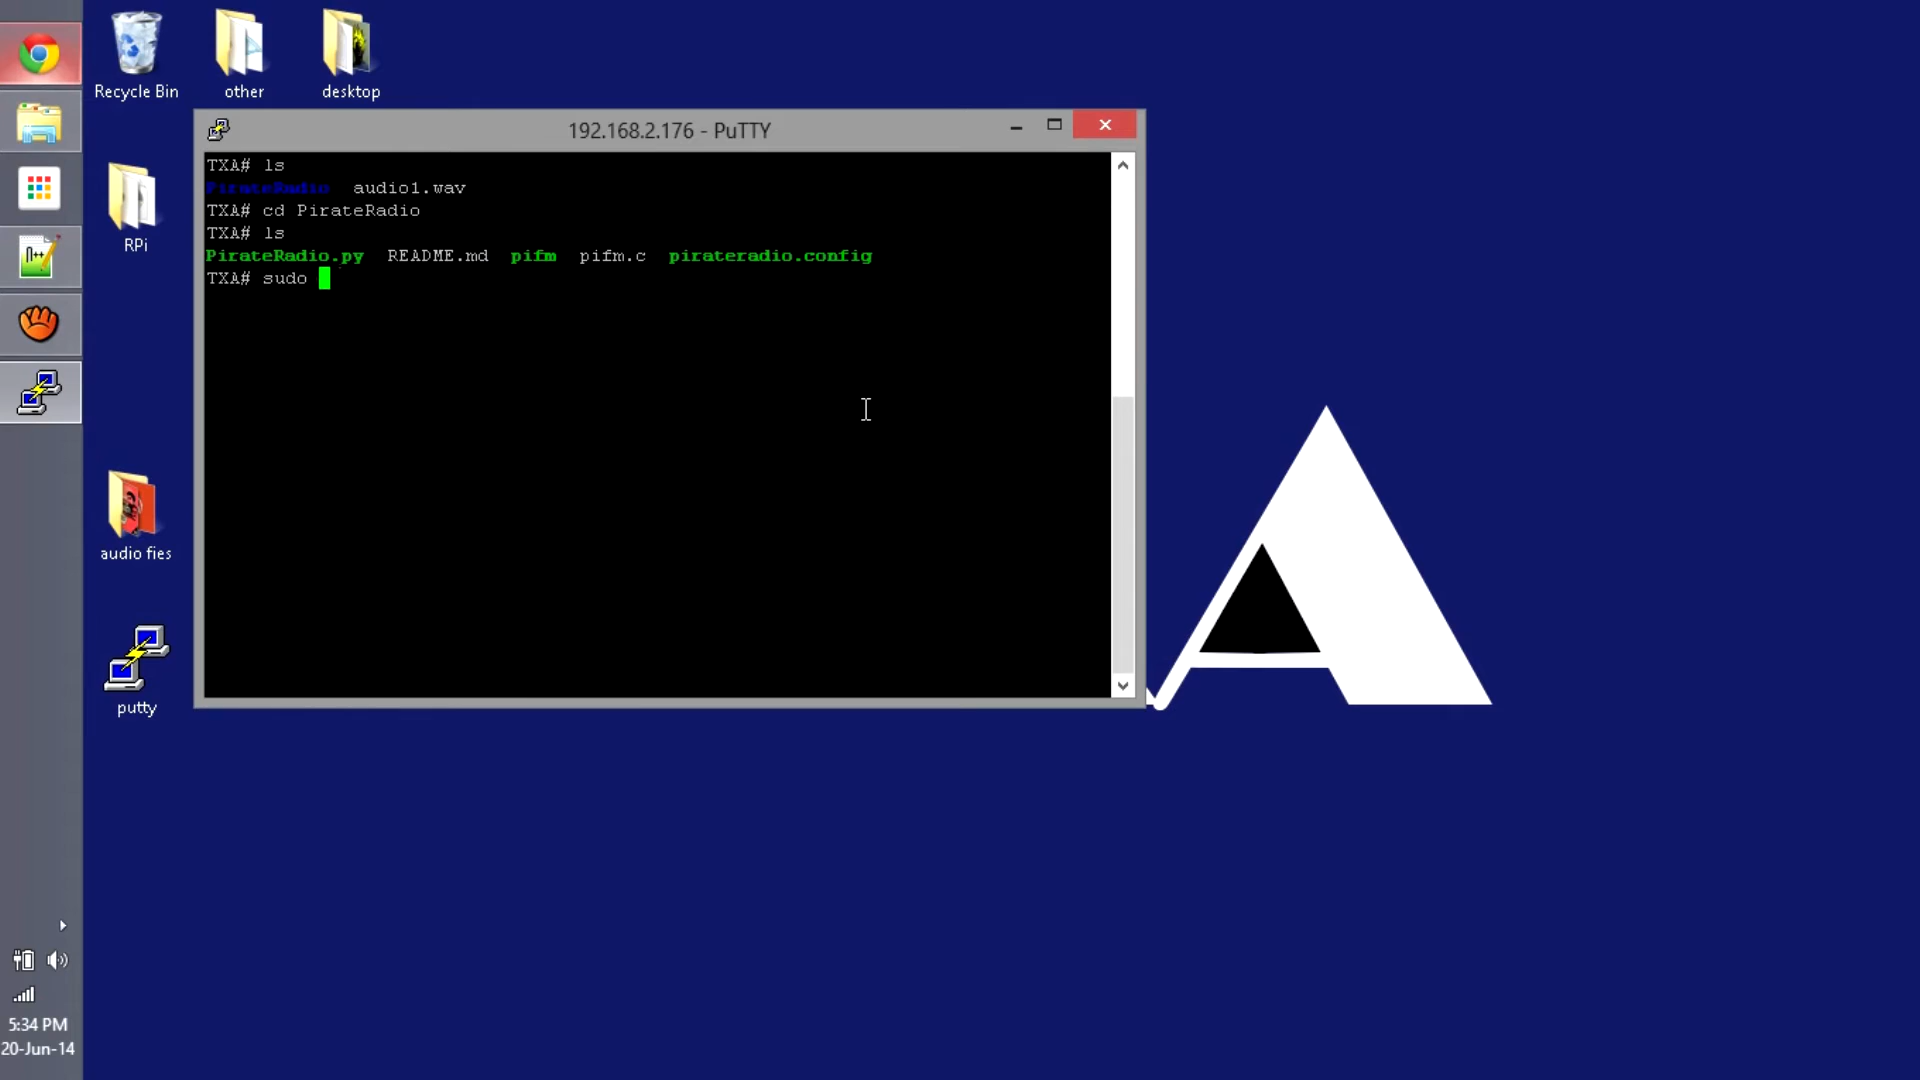 Recycle Bin
other
desktop
192.168.2.176 - PuTTY
TXA# ls
PirateRadio audio1.wav
TXA# cd PirateRadio
TXA# ls
PirateRadio.py README.md pifm pifm.c pirateradio.config
TXA# sudo
RPi
audio fies
putty
5:34 PM
20-Jun-14